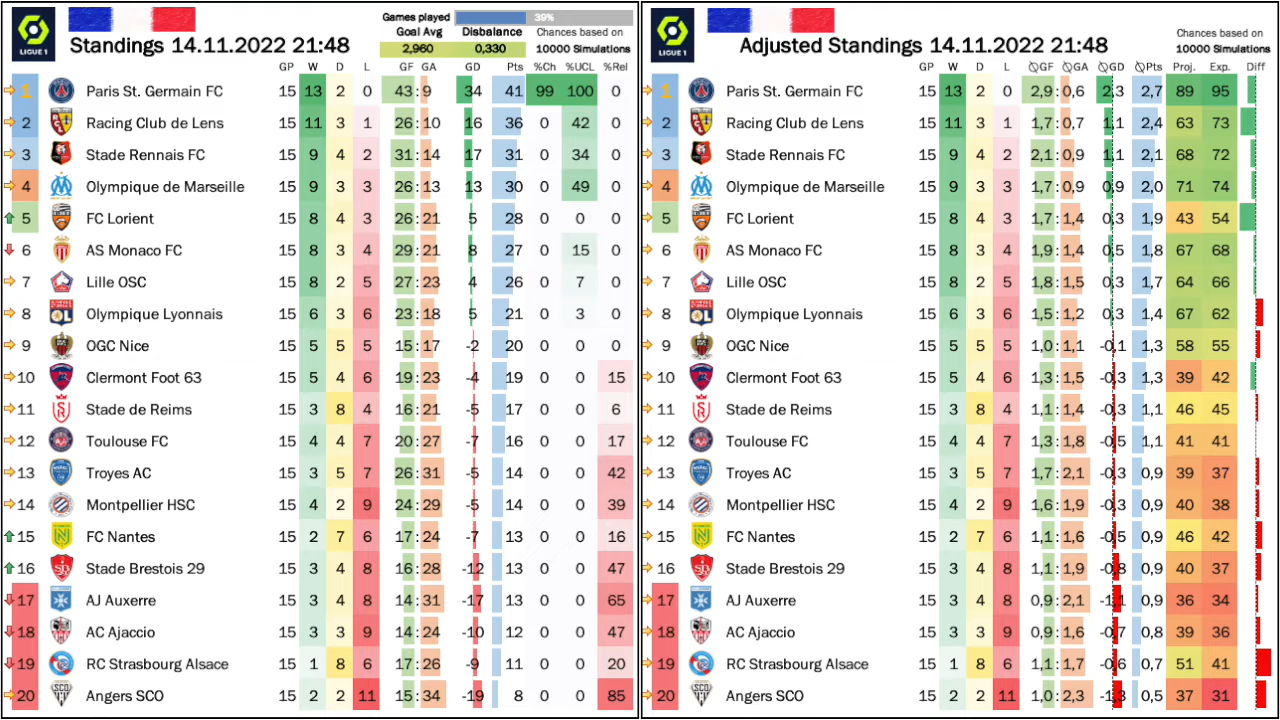 LIGUE 1
Standings 14.11.2022 21:48
Games played 39%
Goal Avg Disbalance Chances based on
2,960 0,330 10000 Simulations
GP W D L GF GA GD Pts %Ch %UCL %Rel
1 Paris St. Germain FC 15 13 2 0 43 : 9 34 41 99 100 0
2 Racing Club de Lens 15 11 3 1 26 : 10 16 36 0 42 0
3 Stade Rennais FC 15 9 4 2 31 : 14 17 31 0 34 0
4 Olympique de Marseille 15 9 3 3 26 : 13 13 30 0 49 0
5 FC Lorient 15 8 4 3 26 : 21 5 28 0 0 0
6 AS Monaco FC 15 8 3 4 29 : 21 8 27 0 15 0
7 Lille OSC 15 8 2 5 27 : 23 4 26 0 7 0
8 Olympique Lyonnais 15 6 3 6 23 : 18 5 21 0 3 0
9 OGC Nice 15 5 5 5 15 : 17 -2 20 0 0 0
10 Clermont Foot 63 15 5 4 6 19 : 23 -4 19 0 0 15
11 Stade de Reims 15 3 8 4 16 : 21 -5 17 0 0 6
12 Toulouse FC 15 4 4 7 20 : 27 -7 16 0 0 17
13 Troyes AC 15 3 5 7 26 : 31 -5 14 0 0 42
14 Montpellier HSC 15 4 2 9 24 : 29 -5 14 0 0 39
15 FC Nantes 15 2 7 6 17 : 24 -7 13 0 0 16
16 Stade Brestois 29 15 3 4 8 16 : 28 -12 13 0 0 47
17 AJ Auxerre 15 3 4 8 14 : 31 -17 13 0 0 65
18 AC Ajaccio 15 3 3 9 14 : 24 -10 12 0 0 47
19 RC Strasbourg Alsace 15 1 8 6 17 : 26 -9 11 0 0 20
20 Angers SCO 15 2 2 11 15 : 34 -19 8 0 0 85
LIGUE 1
Adjusted Standings 14.11.2022 21:48
Chances based on
10000 Simulations
GP W D L ∅GF ∅GA ∅GD ∅Pts Proj. Exp. Diff
1 Paris St. Germain FC 15 13 2 0 2,9 : 0,6 2,3 2,7 89 95
2 Racing Club de Lens 15 11 3 1 1,7 : 0,7 1,1 2,4 63 73
3 Stade Rennais FC 15 9 4 2 2,1 : 0,9 1,1 2,1 68 72
4 Olympique de Marseille 15 9 3 3 1,7 : 0,9 0,9 2,0 71 74
5 FC Lorient 15 8 4 3 1,7 : 1,4 0,3 1,9 43 54
6 AS Monaco FC 15 8 3 4 1,9 : 1,4 0,5 1,8 67 68
7 Lille OSC 15 8 2 5 1,8 : 1,5 0,3 1,7 64 66
8 Olympique Lyonnais 15 6 3 6 1,5 : 1,2 0,3 1,4 67 62
9 OGC Nice 15 5 5 5 1,0 : 1,1 -0,1 1,3 58 55
10 Clermont Foot 63 15 5 4 6 1,3 : 1,5 -0,3 1,3 39 42
11 Stade de Reims 15 3 8 4 1,1 : 1,4 -0,3 1,1 46 45
12 Toulouse FC 15 4 4 7 1,3 : 1,8 -0,5 1,1 41 41
13 Troyes AC 15 3 5 7 1,7 : 2,1 -0,3 0,9 39 37
14 Montpellier HSC 15 4 2 9 1,6 : 1,9 -0,3 0,9 40 38
15 FC Nantes 15 2 7 6 1,1 : 1,6 -0,5 0,9 46 42
16 Stade Brestois 29 15 3 4 8 1,1 : 1,9 -0,8 0,9 40 37
17 AJ Auxerre 15 3 4 8 0,9 : 2,1 -1,1 0,9 36 34
18 AC Ajaccio 15 3 3 9 0,9 : 1,6 -0,7 0,8 39 36
19 RC Strasbourg Alsace 15 1 8 6 1,1 : 1,7 -0,6 0,7 51 41
20 Angers SCO 15 2 2 11 1,0 : 2,3 -1,3 0,5 37 31